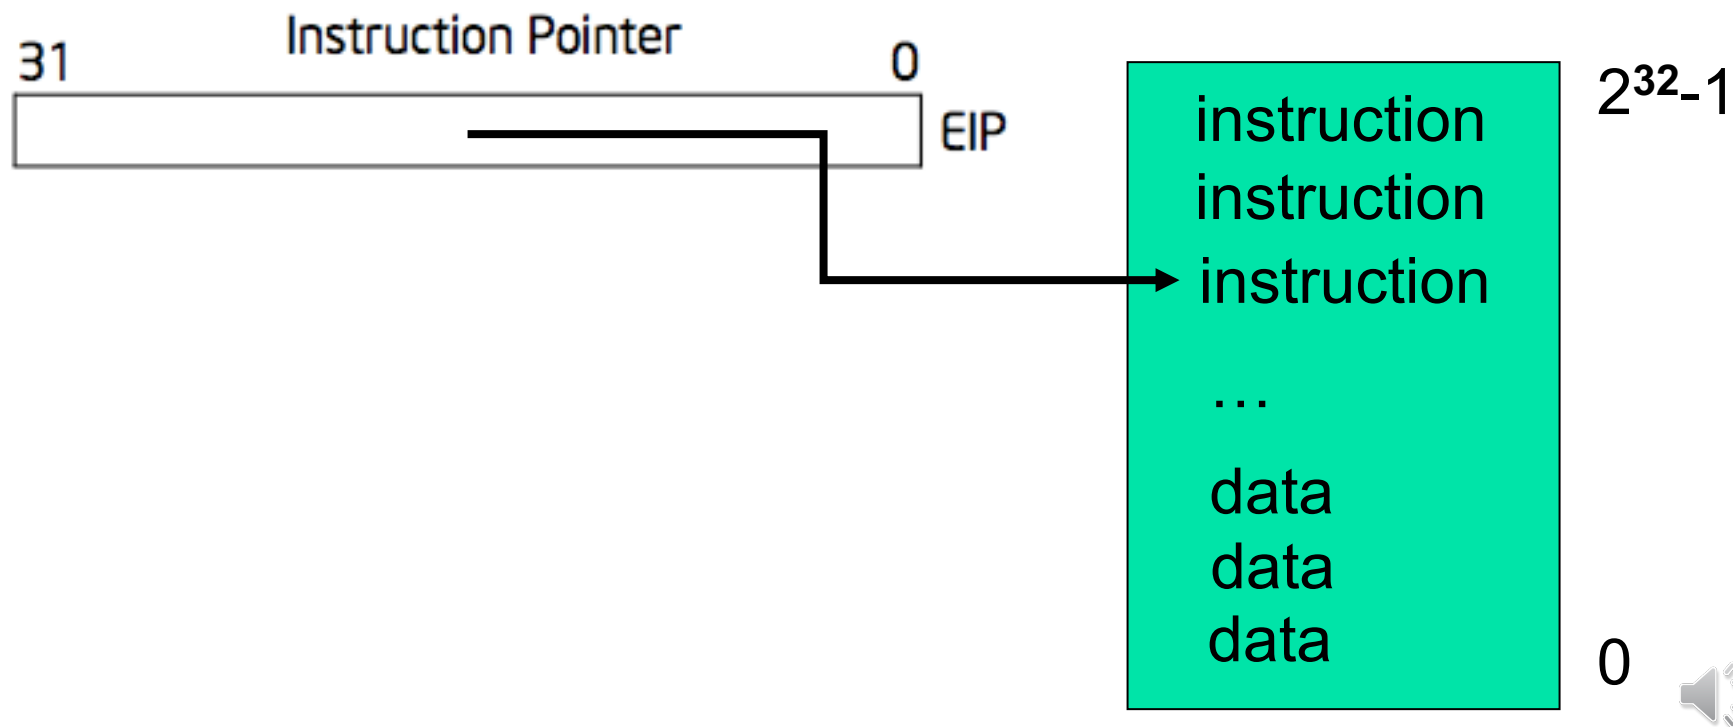 Instruction Pointer
31
0
EIP
instruction
instruction
instruction
...
data
data
data
2³²-1
0